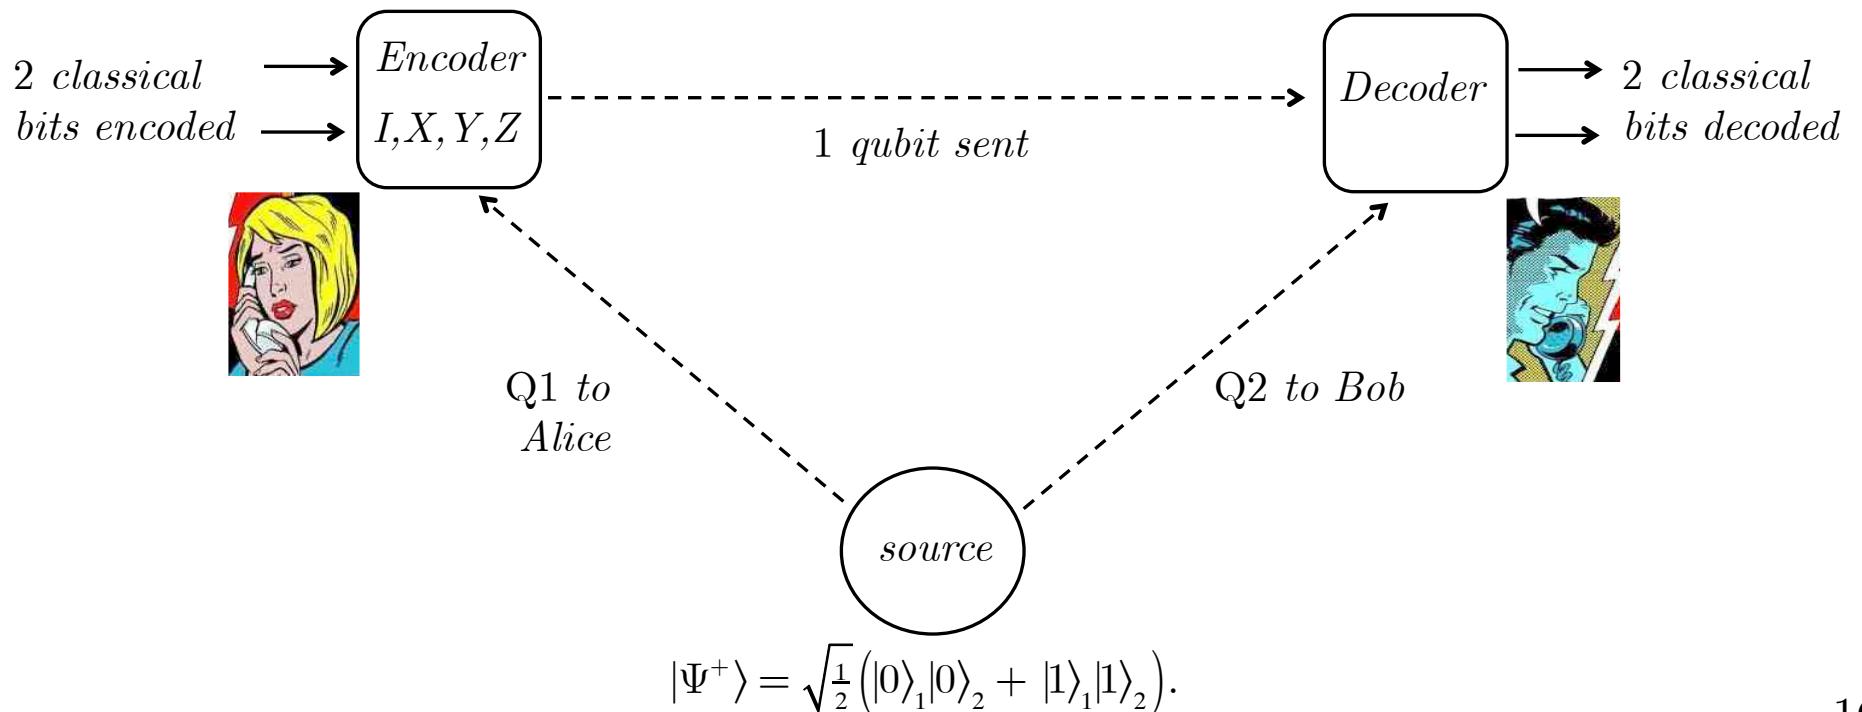 2 classical
bits encoded
Encoder
I,X,Y,Z
1 qubit sent
Decoder
2 classical
bits decoded
Q1 to
Alice
Q2 to Bob
source
|Ψ⁺⟩ = √½ (|0⟩₁|0⟩₂ + |1⟩₁|1⟩₂).